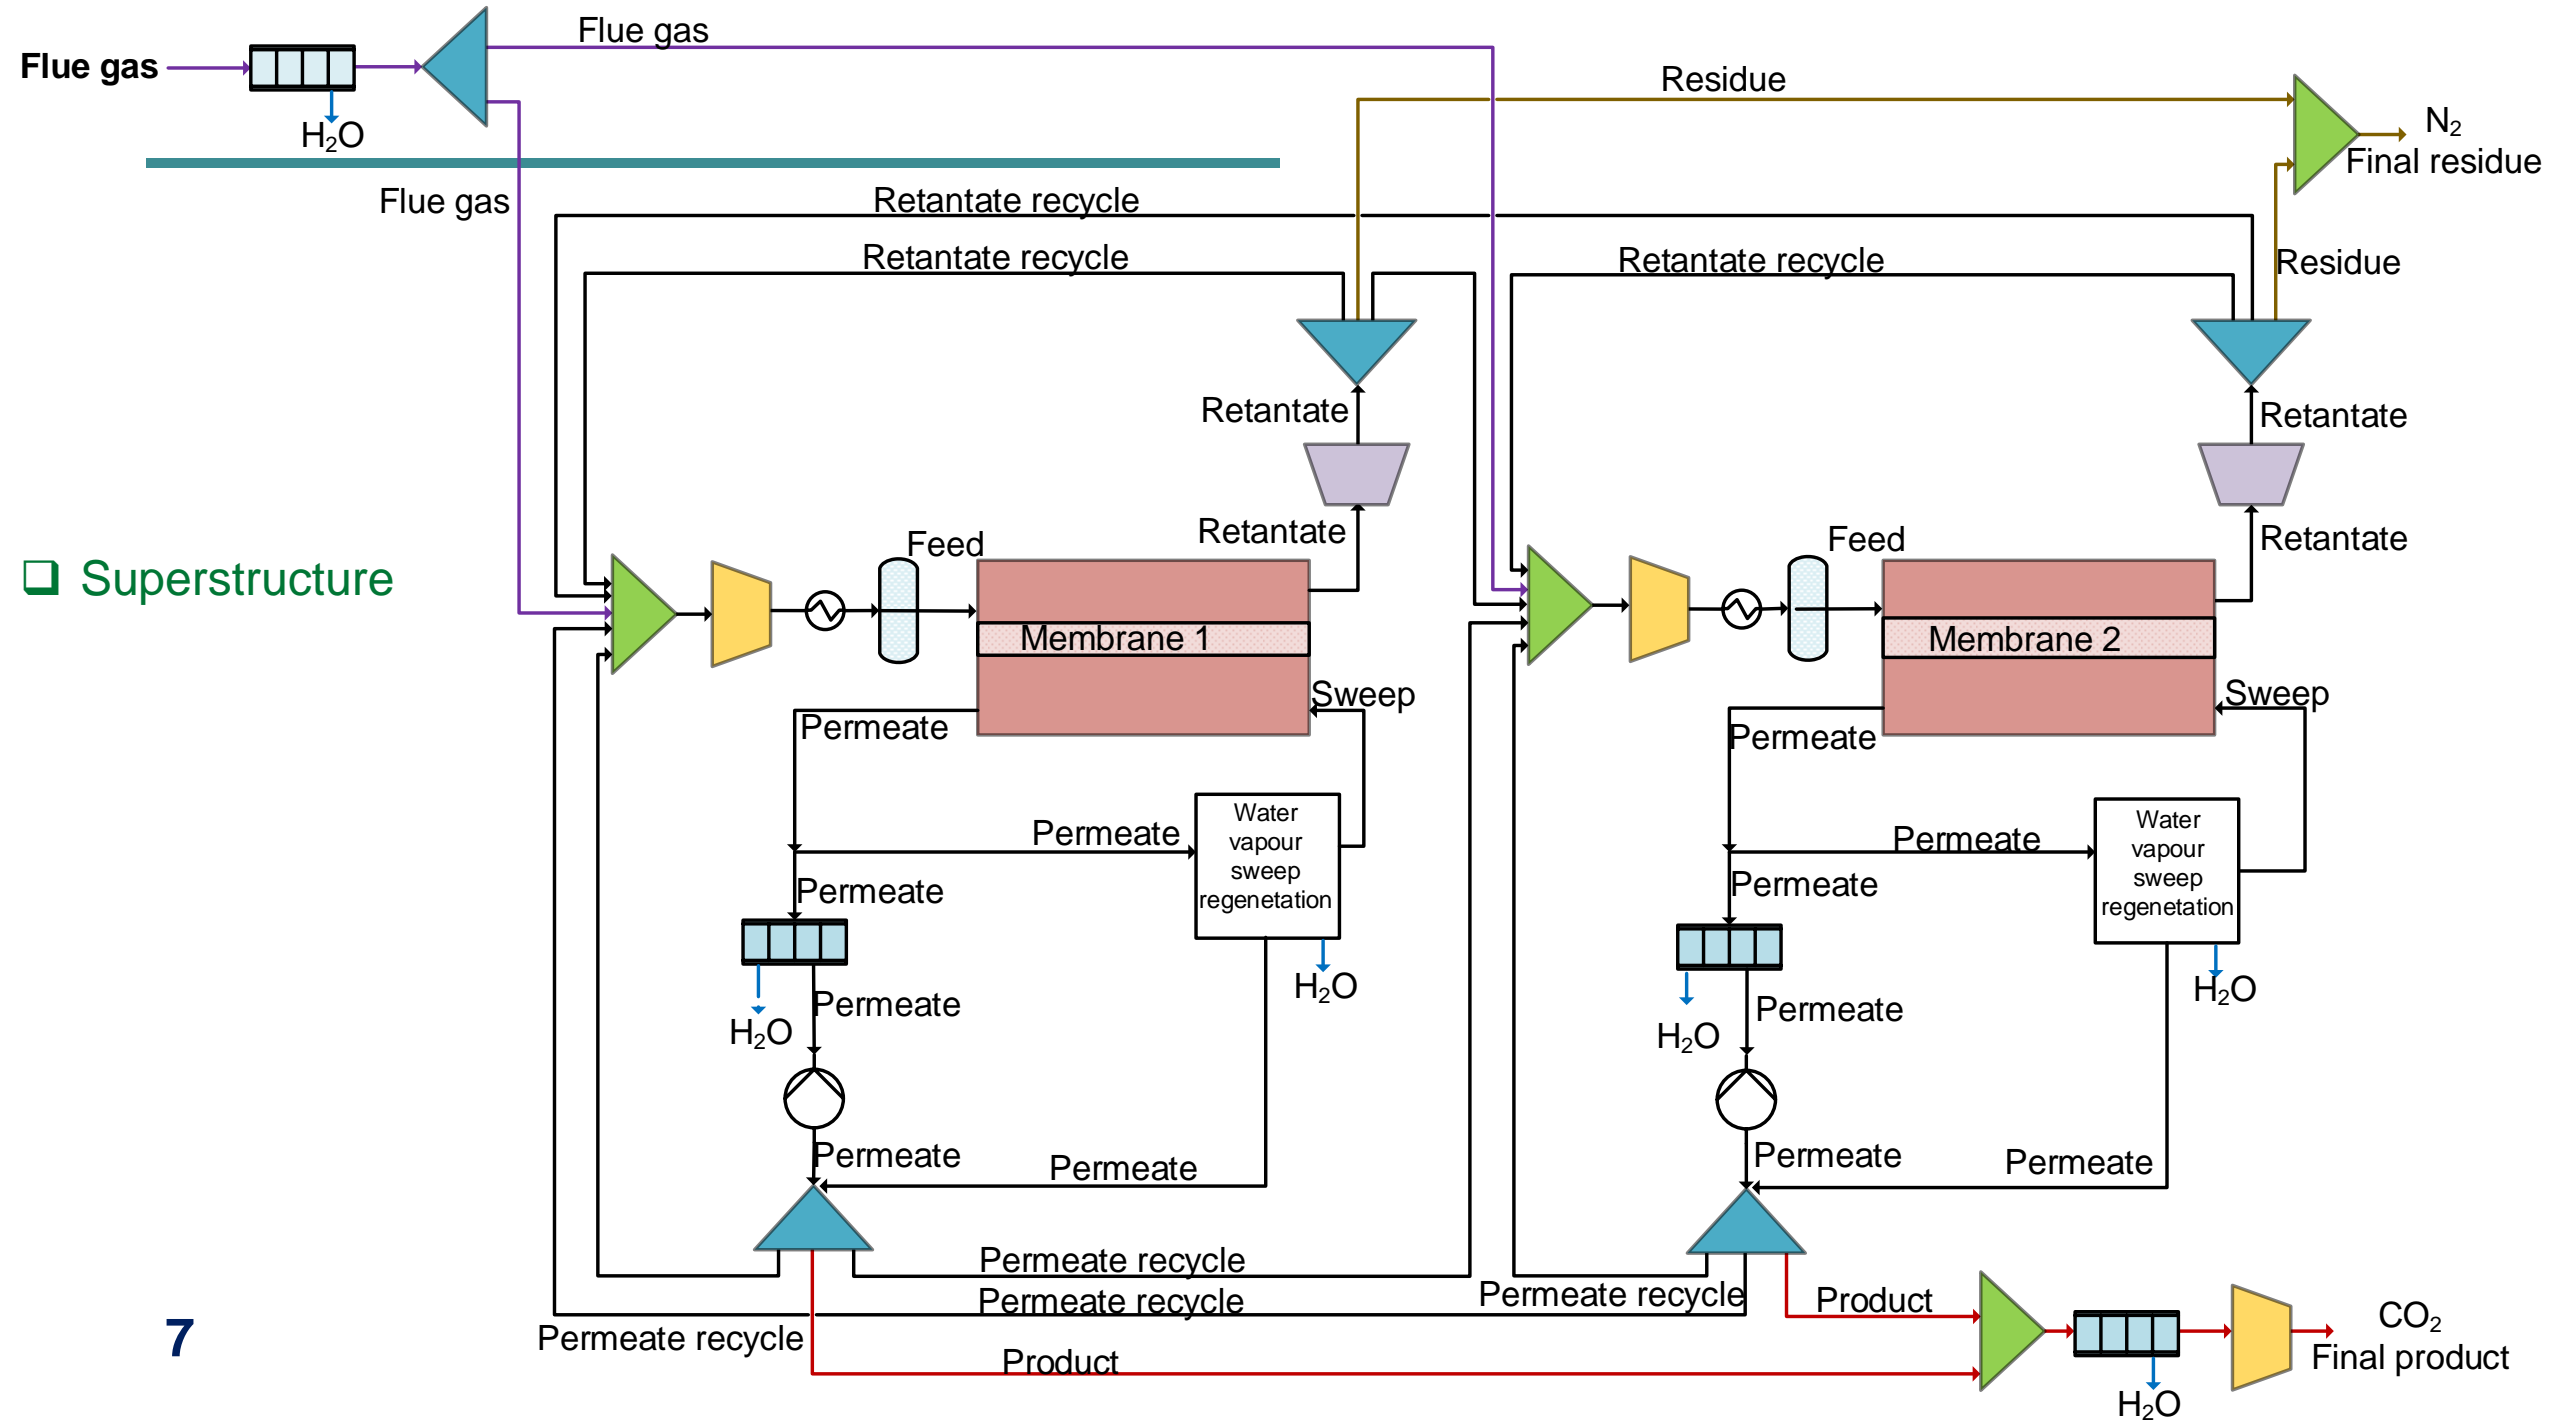 Flue gas
Flue gas
H₂O
Flue gas
Residue
N₂
Final residue
Retantate recycle
Retantate recycle
Retantate recycle
Residue
Retantate
Retantate
Retantate
Retantate
❑ Superstructure
Feed
Membrane 1
Sweep
Permeate
Permeate
Water
vapour
sweep
regenetation
H₂O
Permeate
Permeate
H₂O
Permeate
Permeate
Feed
Membrane 2
Sweep
Permeate
Permeate
Water
vapour
sweep
regenetation
H₂O
Permeate
Permeate
H₂O
Permeate
Permeate
Permeate recycle
Permeate recycle
Permeate recycle
Permeate recycle
Product
Product
CO₂
Final product
H₂O
7